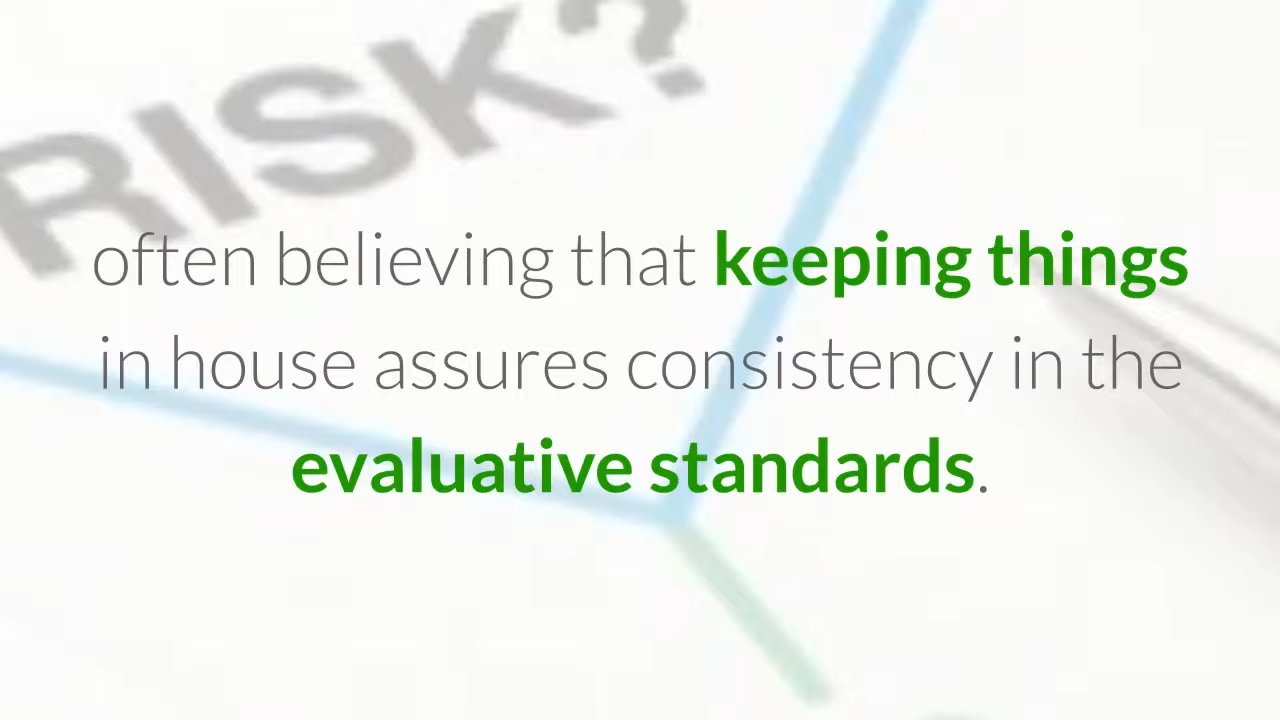 RISK?
often believing that keeping things
in house assures consistency in the
evaluative standards.